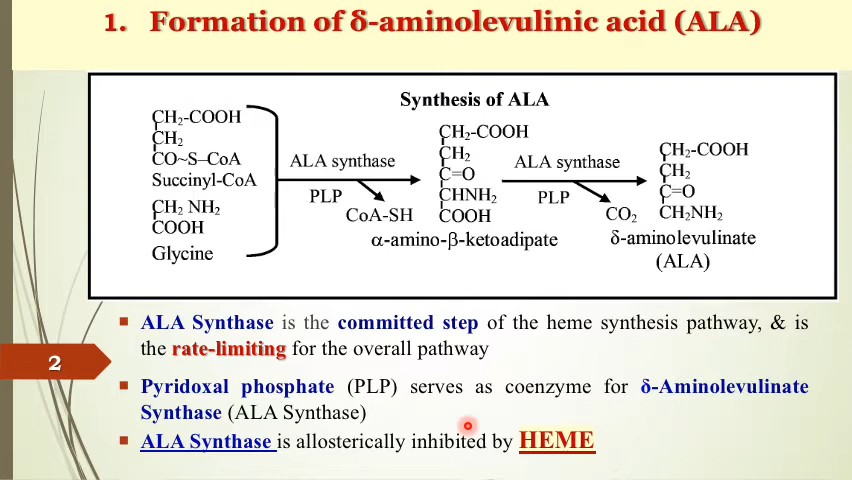 1. Formation of δ-aminolevulinic acid (ALA)
Synthesis of ALA
CH₂-COOH
CH₂
CO~S–CoA
Succinyl-CoA
CH₂ NH₂
COOH
Glycine
ALA synthase
PLP
CoA-SH
CH₂-COOH
CH₂
C=O
CHNH₂
COOH
α-amino-β-ketoadipate
ALA synthase
PLP
CO₂
CH₂-COOH
CH₂
C=O
CH₂NH₂
δ-aminolevulinate
(ALA)
▪ ALA Synthase is the committed step of the heme synthesis pathway, & is
the rate-limiting for the overall pathway
2
▪ Pyridoxal phosphate (PLP) serves as coenzyme for δ-Aminolevulinate
Synthase (ALA Synthase)
▪ ALA Synthase is allosterically inhibited by HEME